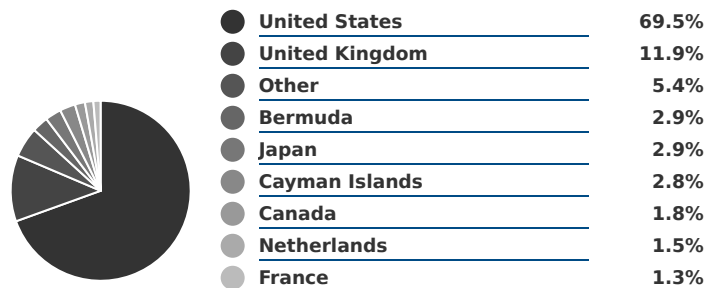 United States 69.5%
United Kingdom 11.9%
Other 5.4%
Bermuda 2.9%
Japan 2.9%
Cayman Islands 2.8%
Canada 1.8%
Netherlands 1.5%
France 1.3%